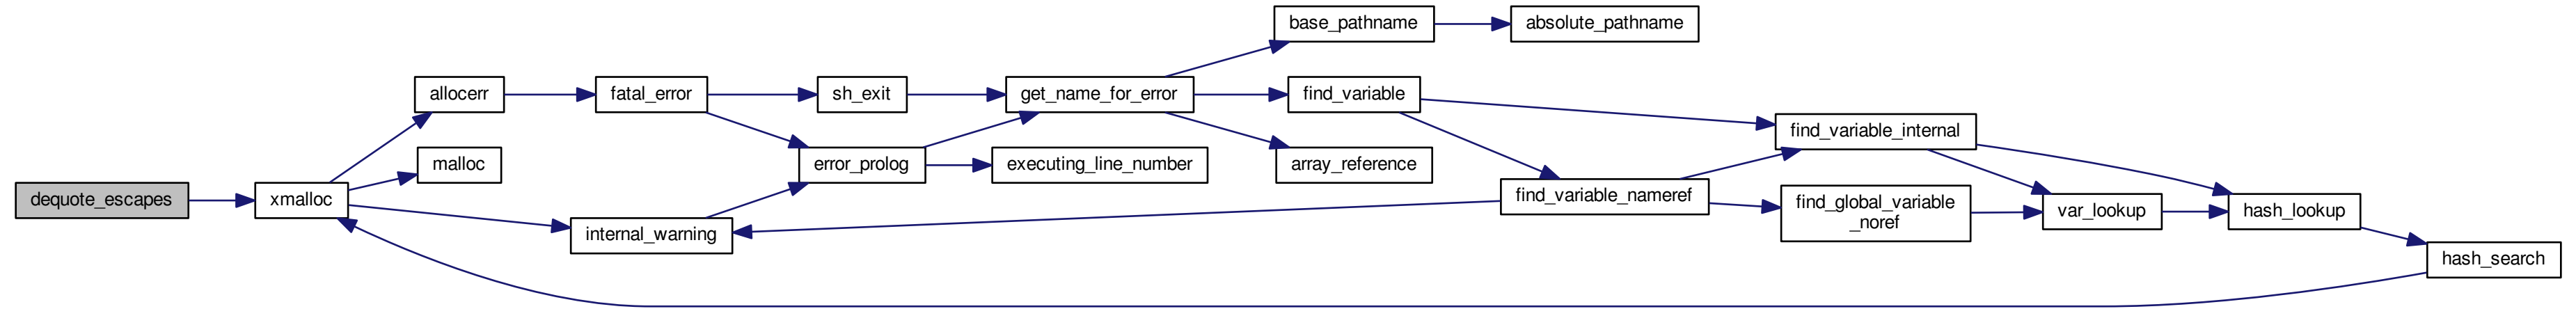 base_pathname
absolute_pathname
allocerr
fatal_error
sh_exit
get_name_for_error
find_variable
find_variable_internal
malloc
error_prolog
executing_line_number
array_reference
dequote_escapes
xmalloc
find_variable_nameref
find_global_variable
_noref
var_lookup
hash_lookup
internal_warning
hash_search